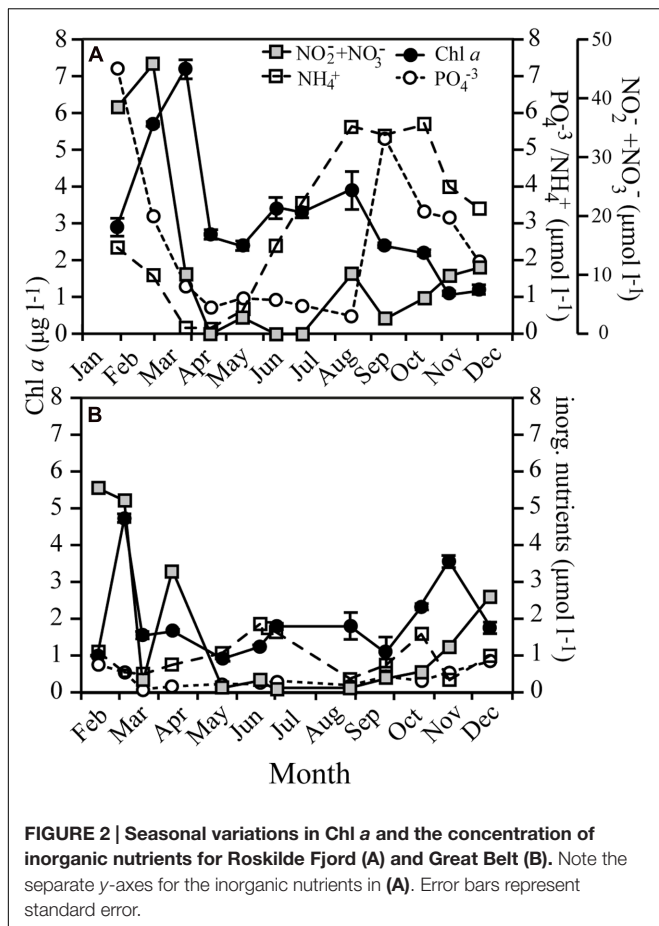 A
NO₂⁻+NO₃⁻ Chl a
NH₄⁺ PO₄⁻³
8 7 6 5 4 3 2 1 0
8 7 6 5 4 3 2 1 0
50 40 30 20 10 0
Chl a (µg l-1)
PO₄⁻³ /NH₄⁺ (µmol l-1)
NO₂⁻ +NO₃⁻ (µmol l-1)
Jan Feb Mar Apr May Jun Jul Aug Sep Oct Nov Dec
B
8 7 6 5 4 3 2 1 0
8 7 6 5 4 3 2 1 0
inorg. nutrients (µmol l-1)
Feb Mar Apr May Jun Jul Aug Sep Oct Nov Dec
Month
FIGURE 2 | Seasonal variations in Chl a and the concentration of
inorganic nutrients for Roskilde Fjord (A) and Great Belt (B). Note the
separate y-axes for the inorganic nutrients in (A). Error bars represent
standard error.